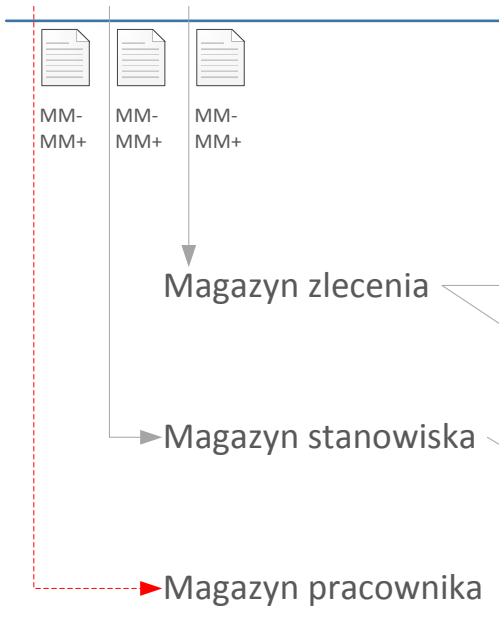 MM- MM- MM-
MM+ MM+ MM+
Magazyn zlecenia
Magazyn stanowiska
Magazyn pracownika